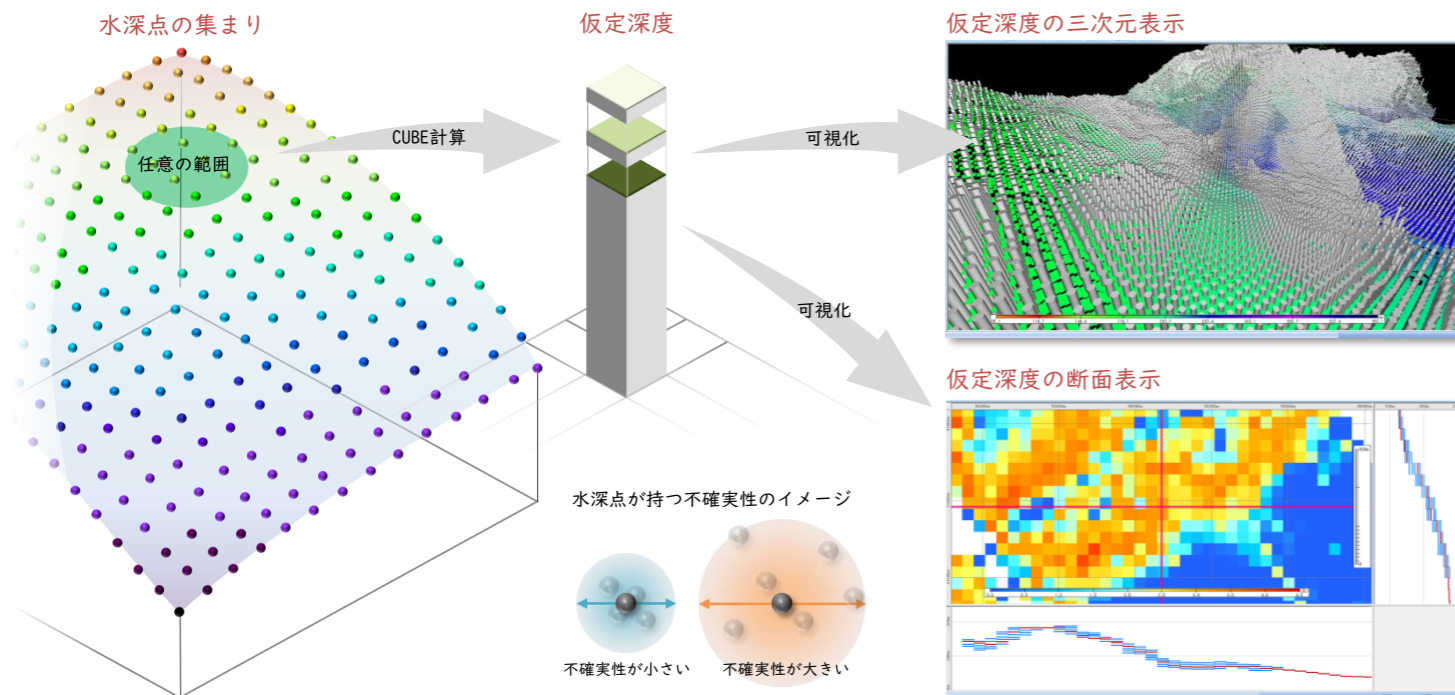 水深点の集まり
仮定深度
仮定深度の三次元表示
任意の範囲
CUBE計算
可視化
可視化
仮定深度の断面表示
水深点が持つ不確実性のイメージ
不確実性が小さい
不確実性が大きい